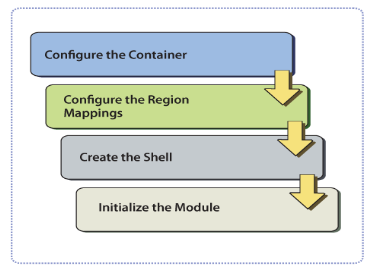 Configure the Container
Configure the Region
Mappings
Create the Shell
Initialize the Module